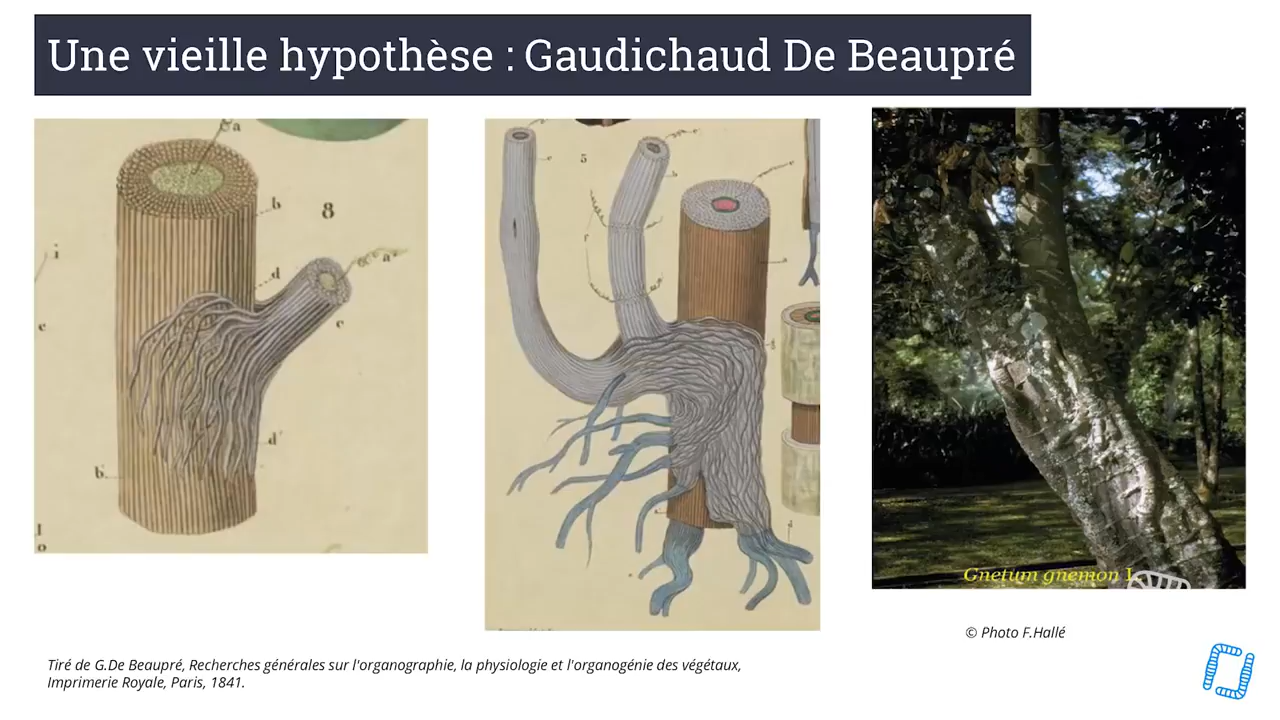 Une vieille hypothèse : Gaudichaud De Beaupré
a
b
8
i
d
a
e
c
d'
b.
l
o
5
Gnetum gnemon L.
© Photo F.Hallé
Tiré de G.De Beaupré, Recherches générales sur l'organographie, la physiologie et l'organogénie des végétaux,
Imprimerie Royale, Paris, 1841.